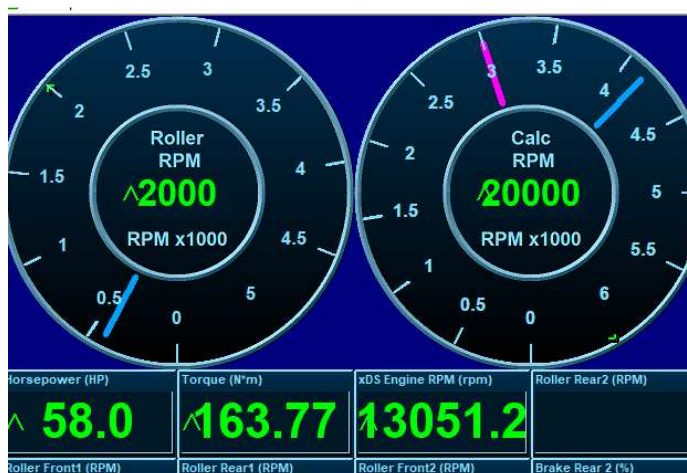 Roller
RPM
2000
RPM x1000
0
0.5
1
1.5
2
2.5
3
3.5
4
4.5
5
Calc
RPM
20000
RPM x1000
0
0.5
1
1.5
2
2.5
3
3.5
4
4.5
5
5.5
6
Horsepower (HP)
58.0
Torque (N*m)
163.77
xDS Engine RPM (rpm)
13051.2
Roller Rear2 (RPM)
Roller Front1 (RPM)
Roller Rear1 (RPM)
Roller Front2 (RPM)
Brake Rear 2 (%)